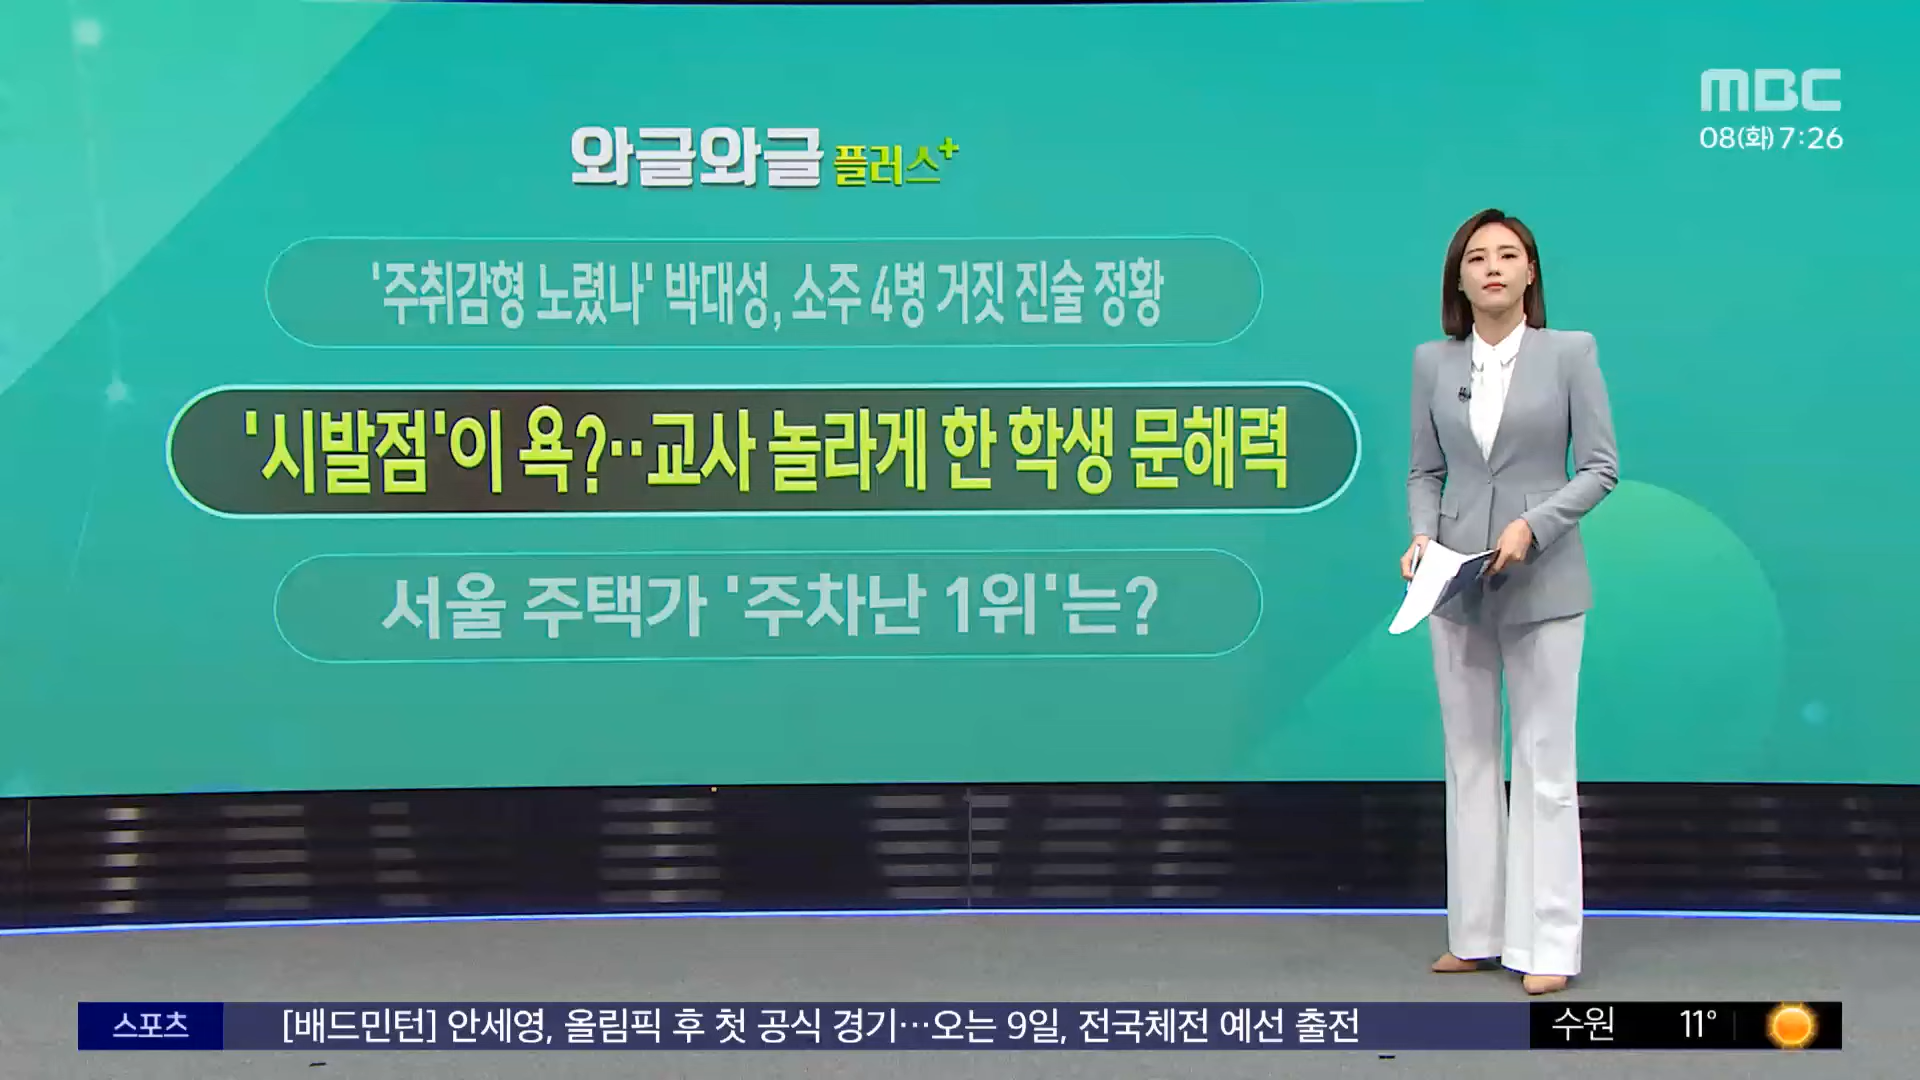 MBC
08(화) 7:26
와글와글 플러스+
'주취감형 노렸나' 박대성, 소주 4병 거짓 진술 정황
'시발점'이 욕?··교사 놀라게 한 학생 문해력
서울 주택가 '주차난 1위'는?
스포츠 [배드민턴] 안세영, 올림픽 후 첫 공식 경기…오는 9일, 전국체전 예선 출전 수원 11°